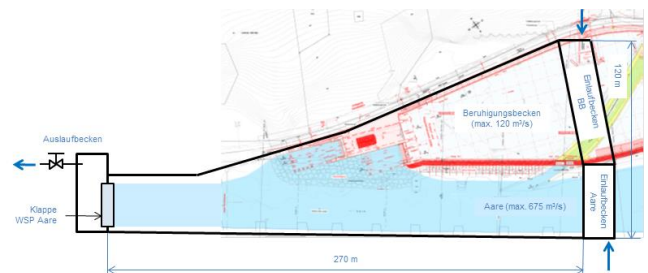 120 m
Einlaufbecken
BB
Beruhigungsbecken
(max. 120 m³/s)
Auslaufbecken
Klappe
WSP Aare
Aare (max. 675 m³/s)
Einlaufbecken
Aare
270 m